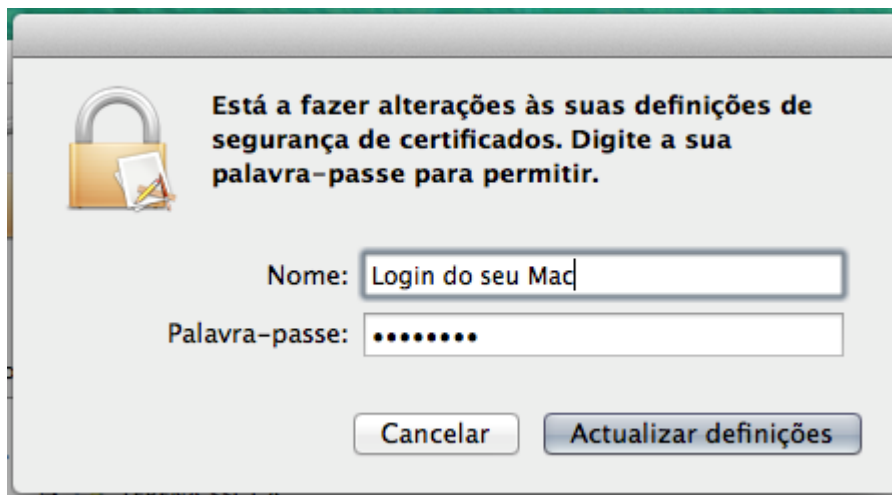 Está a fazer alterações às suas definições de
segurança de certificados. Digite a sua
palavra-passe para permitir.
Nome: Login do seu Mac
Palavra-passe: ••••••••
Cancelar Actualizar definições